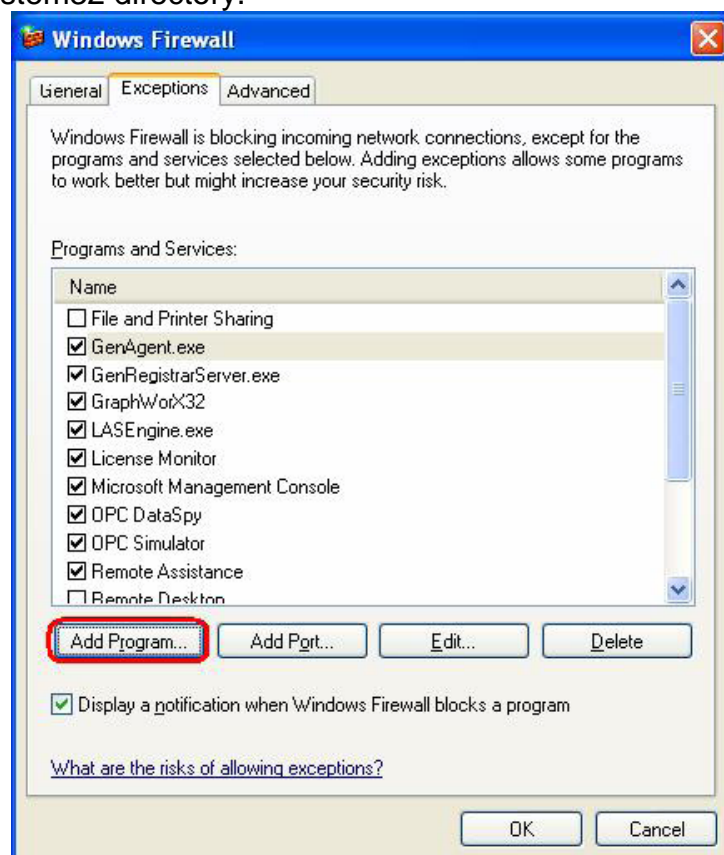 Windows Firewall
General Exceptions Advanced
Windows Firewall is blocking incoming network connections, except for the
programs and services selected below. Adding exceptions allows some programs
to work better but might increase your security risk.
Programs and Services:
Name
File and Printer Sharing
GenAgent.exe
GenRegistrarServer.exe
GraphWorX32
LASEngine.exe
License Monitor
Microsoft Management Console
OPC DataSpy
OPC Simulator
Remote Assistance
Remote Desktop
Add Program... Add Port... Edit... Delete
Display a notification when Windows Firewall blocks a program
What are the risks of allowing exceptions?
OK Cancel